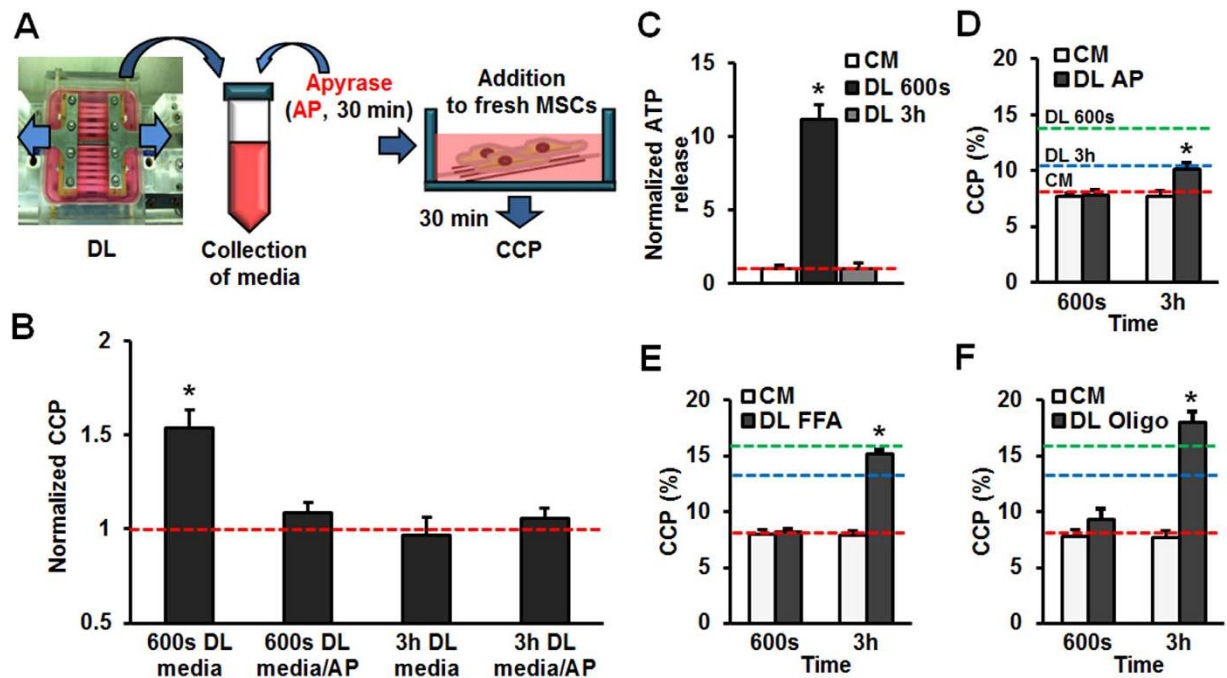 A
DL
Collection
of media
Apyrase
(AP, 30 min)
Addition
to fresh MSCs
30 min
CCP
B
Normalized CCP
2
1.5
1
0.5
*
600s DL
media
600s DL
media/AP
3h DL
media
3h DL
media/AP
C
Normalized ATP
release
15
10
5
0
CM
DL 600s
DL 3h
*
D
CCP (%)
20
15
10
5
0
CM
DL AP
DL 600s
DL 3h
CM
*
600s
3h
Time
E
CCP (%)
20
15
10
5
0
CM
DL FFA
*
600s
3h
Time
F
CCP (%)
20
15
10
5
0
CM
DL Oligo
*
600s
3h
Time